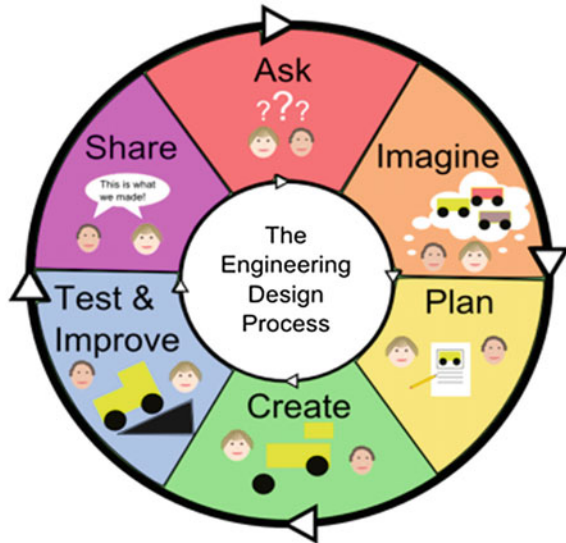 Ask
???
Imagine
Plan
Create
Test &
Improve
Share
This is what
we made!
The
Engineering
Design
Process